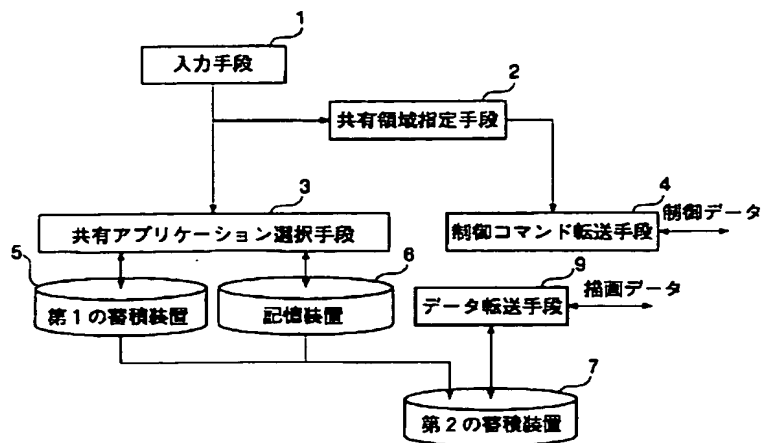 1
入力手段
2
共有領域指定手段
3
共有アプリケーション選択手段
4
制御コマンド転送手段
制御データ
5
第1の蓄積装置
6
記憶装置
9
データ転送手段
描画データ
7
第2の蓄積装置